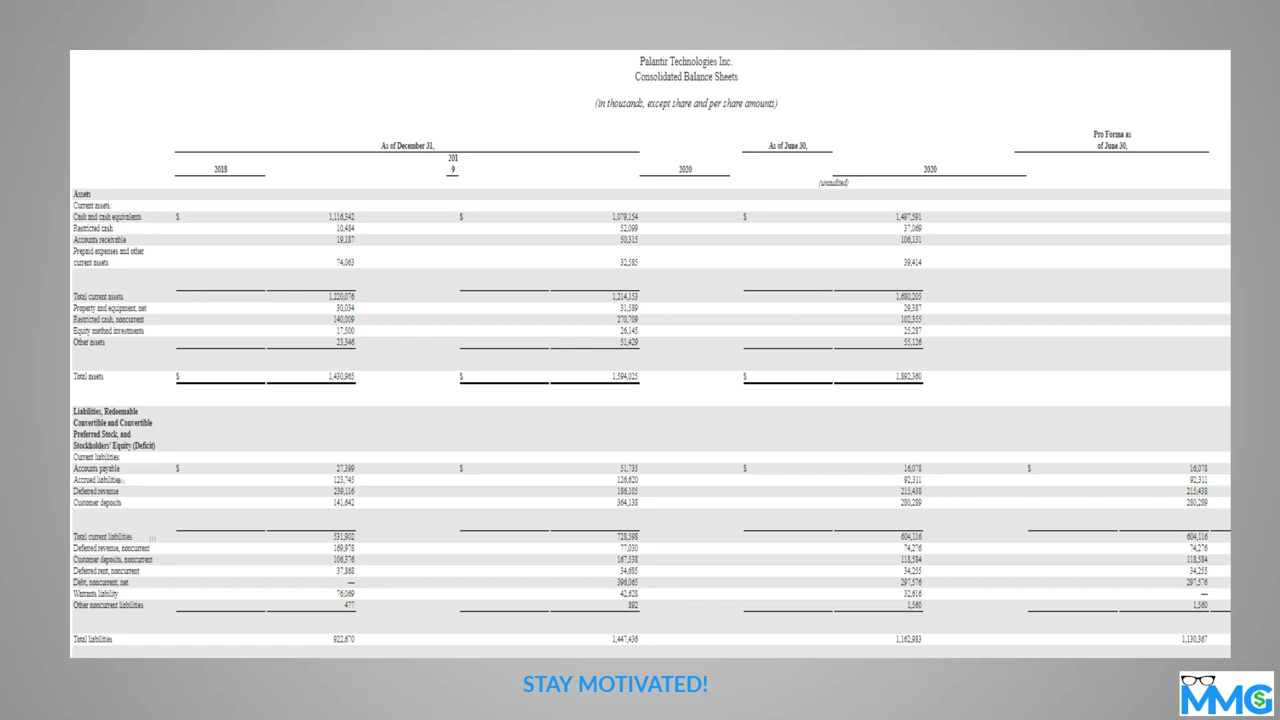 Palantir Technologies Inc.
Consolidated Balance Sheets
(in thousands, except share and per share amounts)
Pro Forma as
As of December 31, As of June 30, of June 30,
201
2018 9 2020 2020
(unaudited)
Assets
Current assets:
Cash and cash equivalents $ 1,116,342 $ 1,079,154 $ 1,497,591
Restricted cash 10,484 52,099 37,069
Accounts receivable 19,187 50,315 106,131
Prepaid expenses and other
current assets 74,063 32,585 39,414
Total current assets 1,220,076 1,214,153 1,680,205
Property and equipment, net 30,034 31,589 29,387
Restricted cash, noncurrent 140,009 270,709 102,355
Equity method investments 17,500 26,145 25,287
Other assets 23,346 51,429 55,126
Total assets $ 1,430,965 $ 1,594,025 $ 1,892,360
Liabilities, Redeemable
Convertible and Convertible
Preferred Stock, and
Stockholders' Equity (Deficit)
Current liabilities:
Accounts payable $ 27,399 $ 51,735 $ 16,078 $ 16,078
Accrued liabilities 123,745 126,620 92,311 92,311
Deferred revenue 239,116 186,105 215,438 215,438
Customer deposits 141,642 364,138 280,289 280,289
Total current liabilities (1) 531,902 728,598 604,116 604,116
Deferred revenue, noncurrent 169,978 77,030 74,276 74,276
Customer deposits, noncurrent 106,376 167,538 118,584 118,584
Deferred rent, noncurrent 37,868 34,685 34,255 34,255
Debt, noncurrent, net — 396,065 297,576 297,576
Warrants liability 76,069 42,628 32,616 —
Other noncurrent liabilities 477 892 1,560 1,560
Total liabilities 922,670 1,447,436 1,162,983 1,130,367
STAY MOTIVATED!
MMG
$